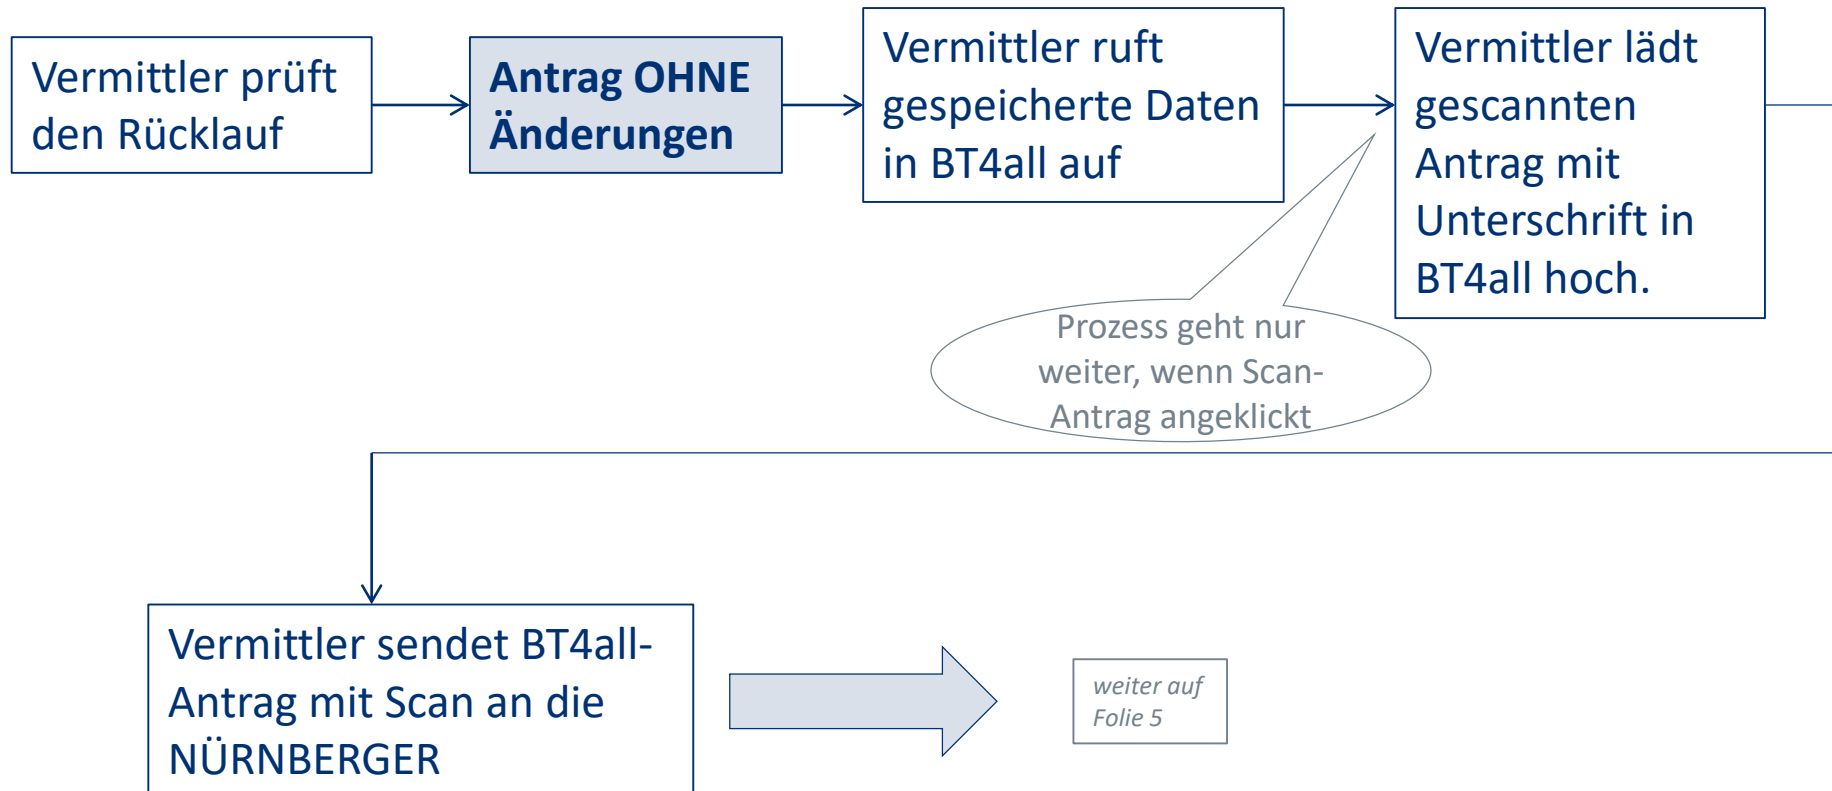 Vermittler prüft
den Rücklauf
Antrag OHNE
Änderungen
Vermittler ruft
gespeicherte Daten
in BT4all auf
Vermittler lädt
gescannten
Antrag mit
Unterschrift in
BT4all hoch.
Prozess geht nur
weiter, wenn Scan-
Antrag angeklickt
Vermittler sendet BT4all-
Antrag mit Scan an die
NÜRNBERGER
weiter auf
Folie 5